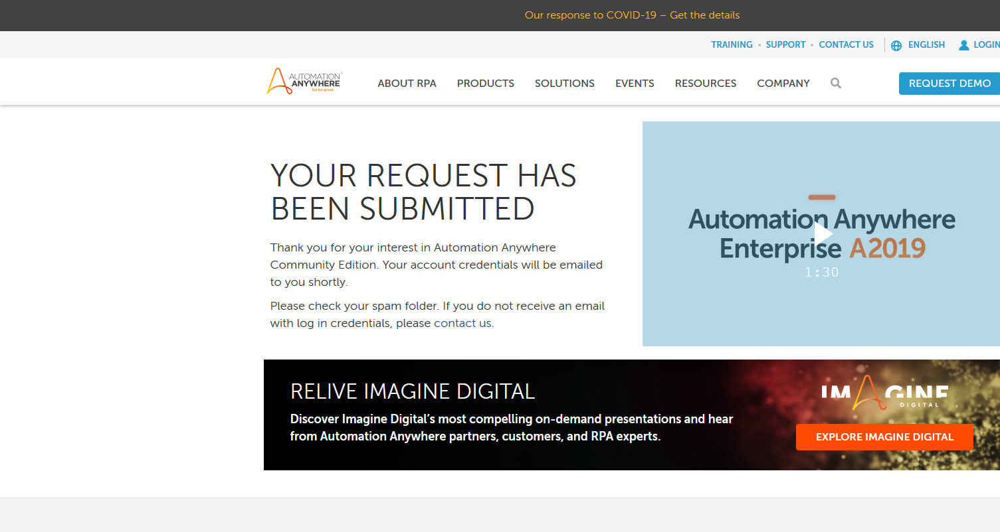 Our response to COVID-19 – Get the details
TRAINING • SUPPORT • CONTACT US ENGLISH LOGIN
AUTOMATION
ANYWHERE
Go be great.
ABOUT RPA PRODUCTS SOLUTIONS EVENTS RESOURCES COMPANY REQUEST DEMO
YOUR REQUEST HAS
BEEN SUBMITTED
Thank you for your interest in Automation Anywhere
Community Edition. Your account credentials will be emailed
to you shortly.
Please check your spam folder. If you do not receive an email
with log in credentials, please contact us.
Automation Anywhere
Enterprise A2019
1:30
RELIVE IMAGINE DIGITAL
Discover Imagine Digital’s most compelling on-demand presentations and hear
from Automation Anywhere partners, customers, and RPA experts.
IMAGINE
DIGITAL
EXPLORE IMAGINE DIGITAL